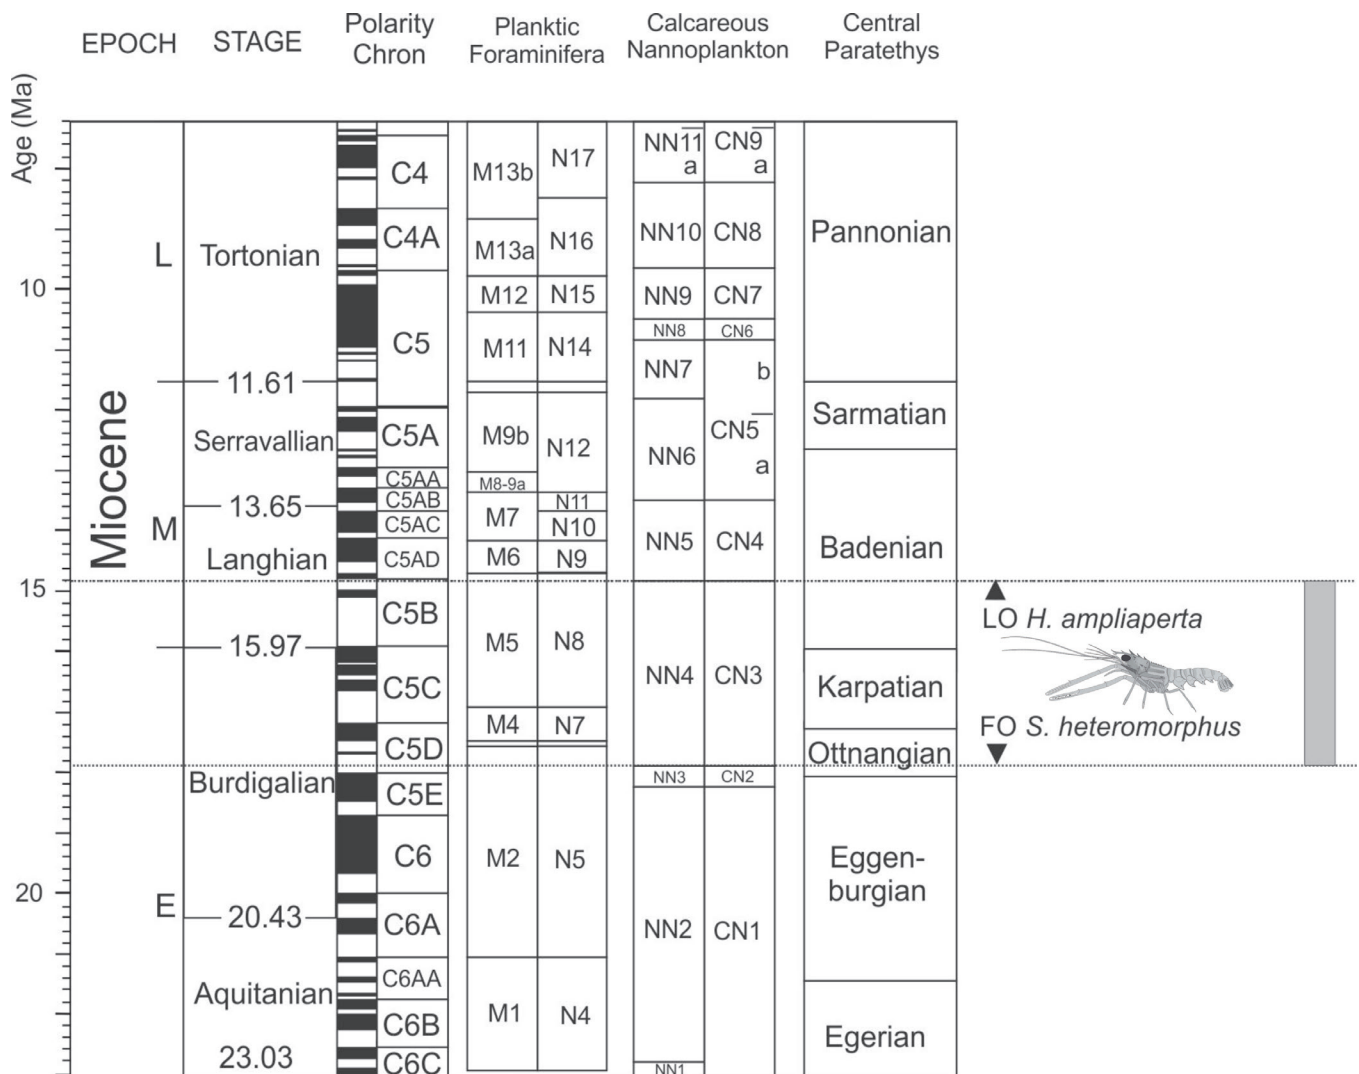 EPOCH
STAGE
Polarity
Chron
Planktic
Foraminifera
Calcareous
Nannoplankton
Central
Paratethys
Age (Ma)
10
15
20
Miocene
L
M
E
Tortonian
11.61
Serravallian
13.65
Langhian
15.97
Burdigalian
20.43
Aquitanian
23.03
C4
C4A
C5
C5A
C5AA
C5AB
C5AC
C5AD
C5B
C5C
C5D
C5E
C6
C6A
C6AA
C6B
C6C
M13b
M13a
M12
M11
M9b
M8-9a
M7
M6
M5
M4
M2
M1
N17
N16
N15
N14
N12
N11
N10
N9
N8
N7
N5
N4
NN11
a
NN10
NN9
NN8
NN7
NN6
NN5
NN4
NN3
NN2
NN1
CN9
a
CN8
CN7
CN6
b
CN5
a
CN4
CN3
CN2
CN1
Pannonian
Sarmatian
Badenian
Karpatian
Ottnangian
Eggen-
burgian
Egerian
LO H. ampliaperta
FO S. heteromorphus